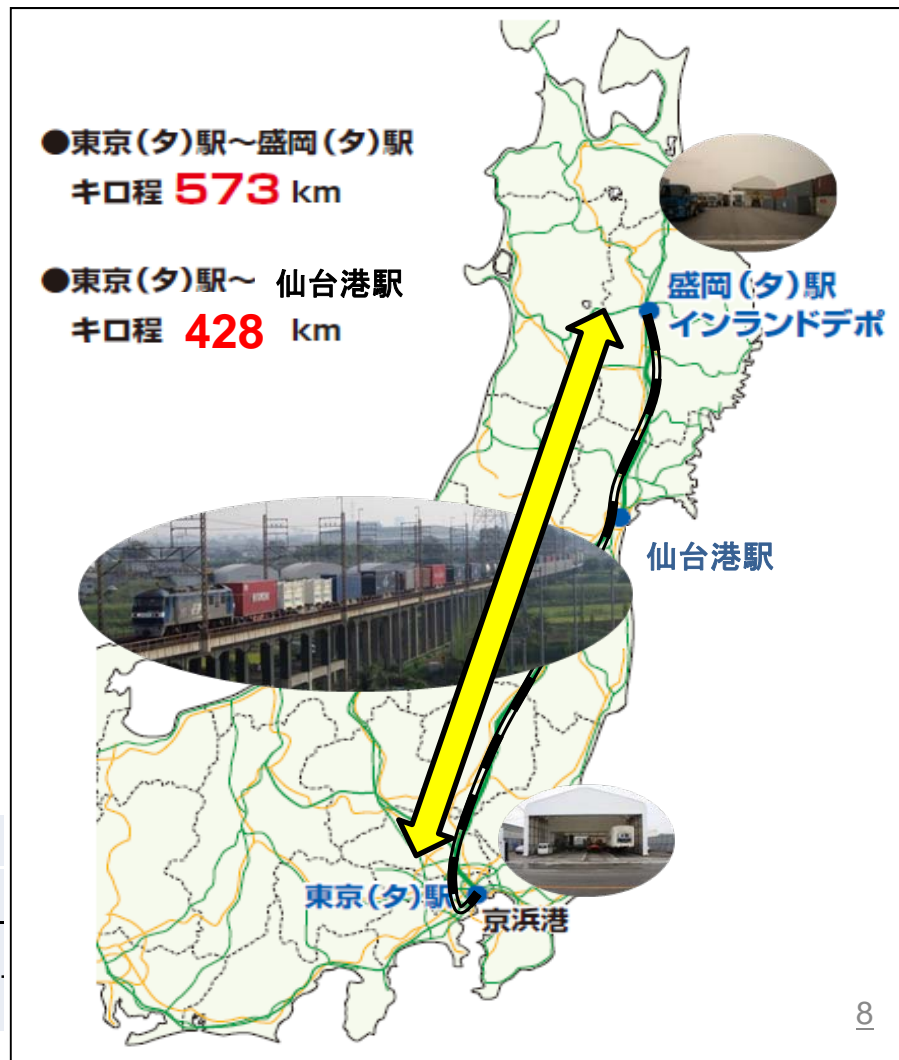 ●東京(タ)駅～盛岡(タ)駅
キロ程 573 km
●東京(タ)駅～ 仙台港駅
キロ程 428 km
盛岡(タ)駅
インランドデポ
仙台港駅
東京(タ)駅
京浜港
8